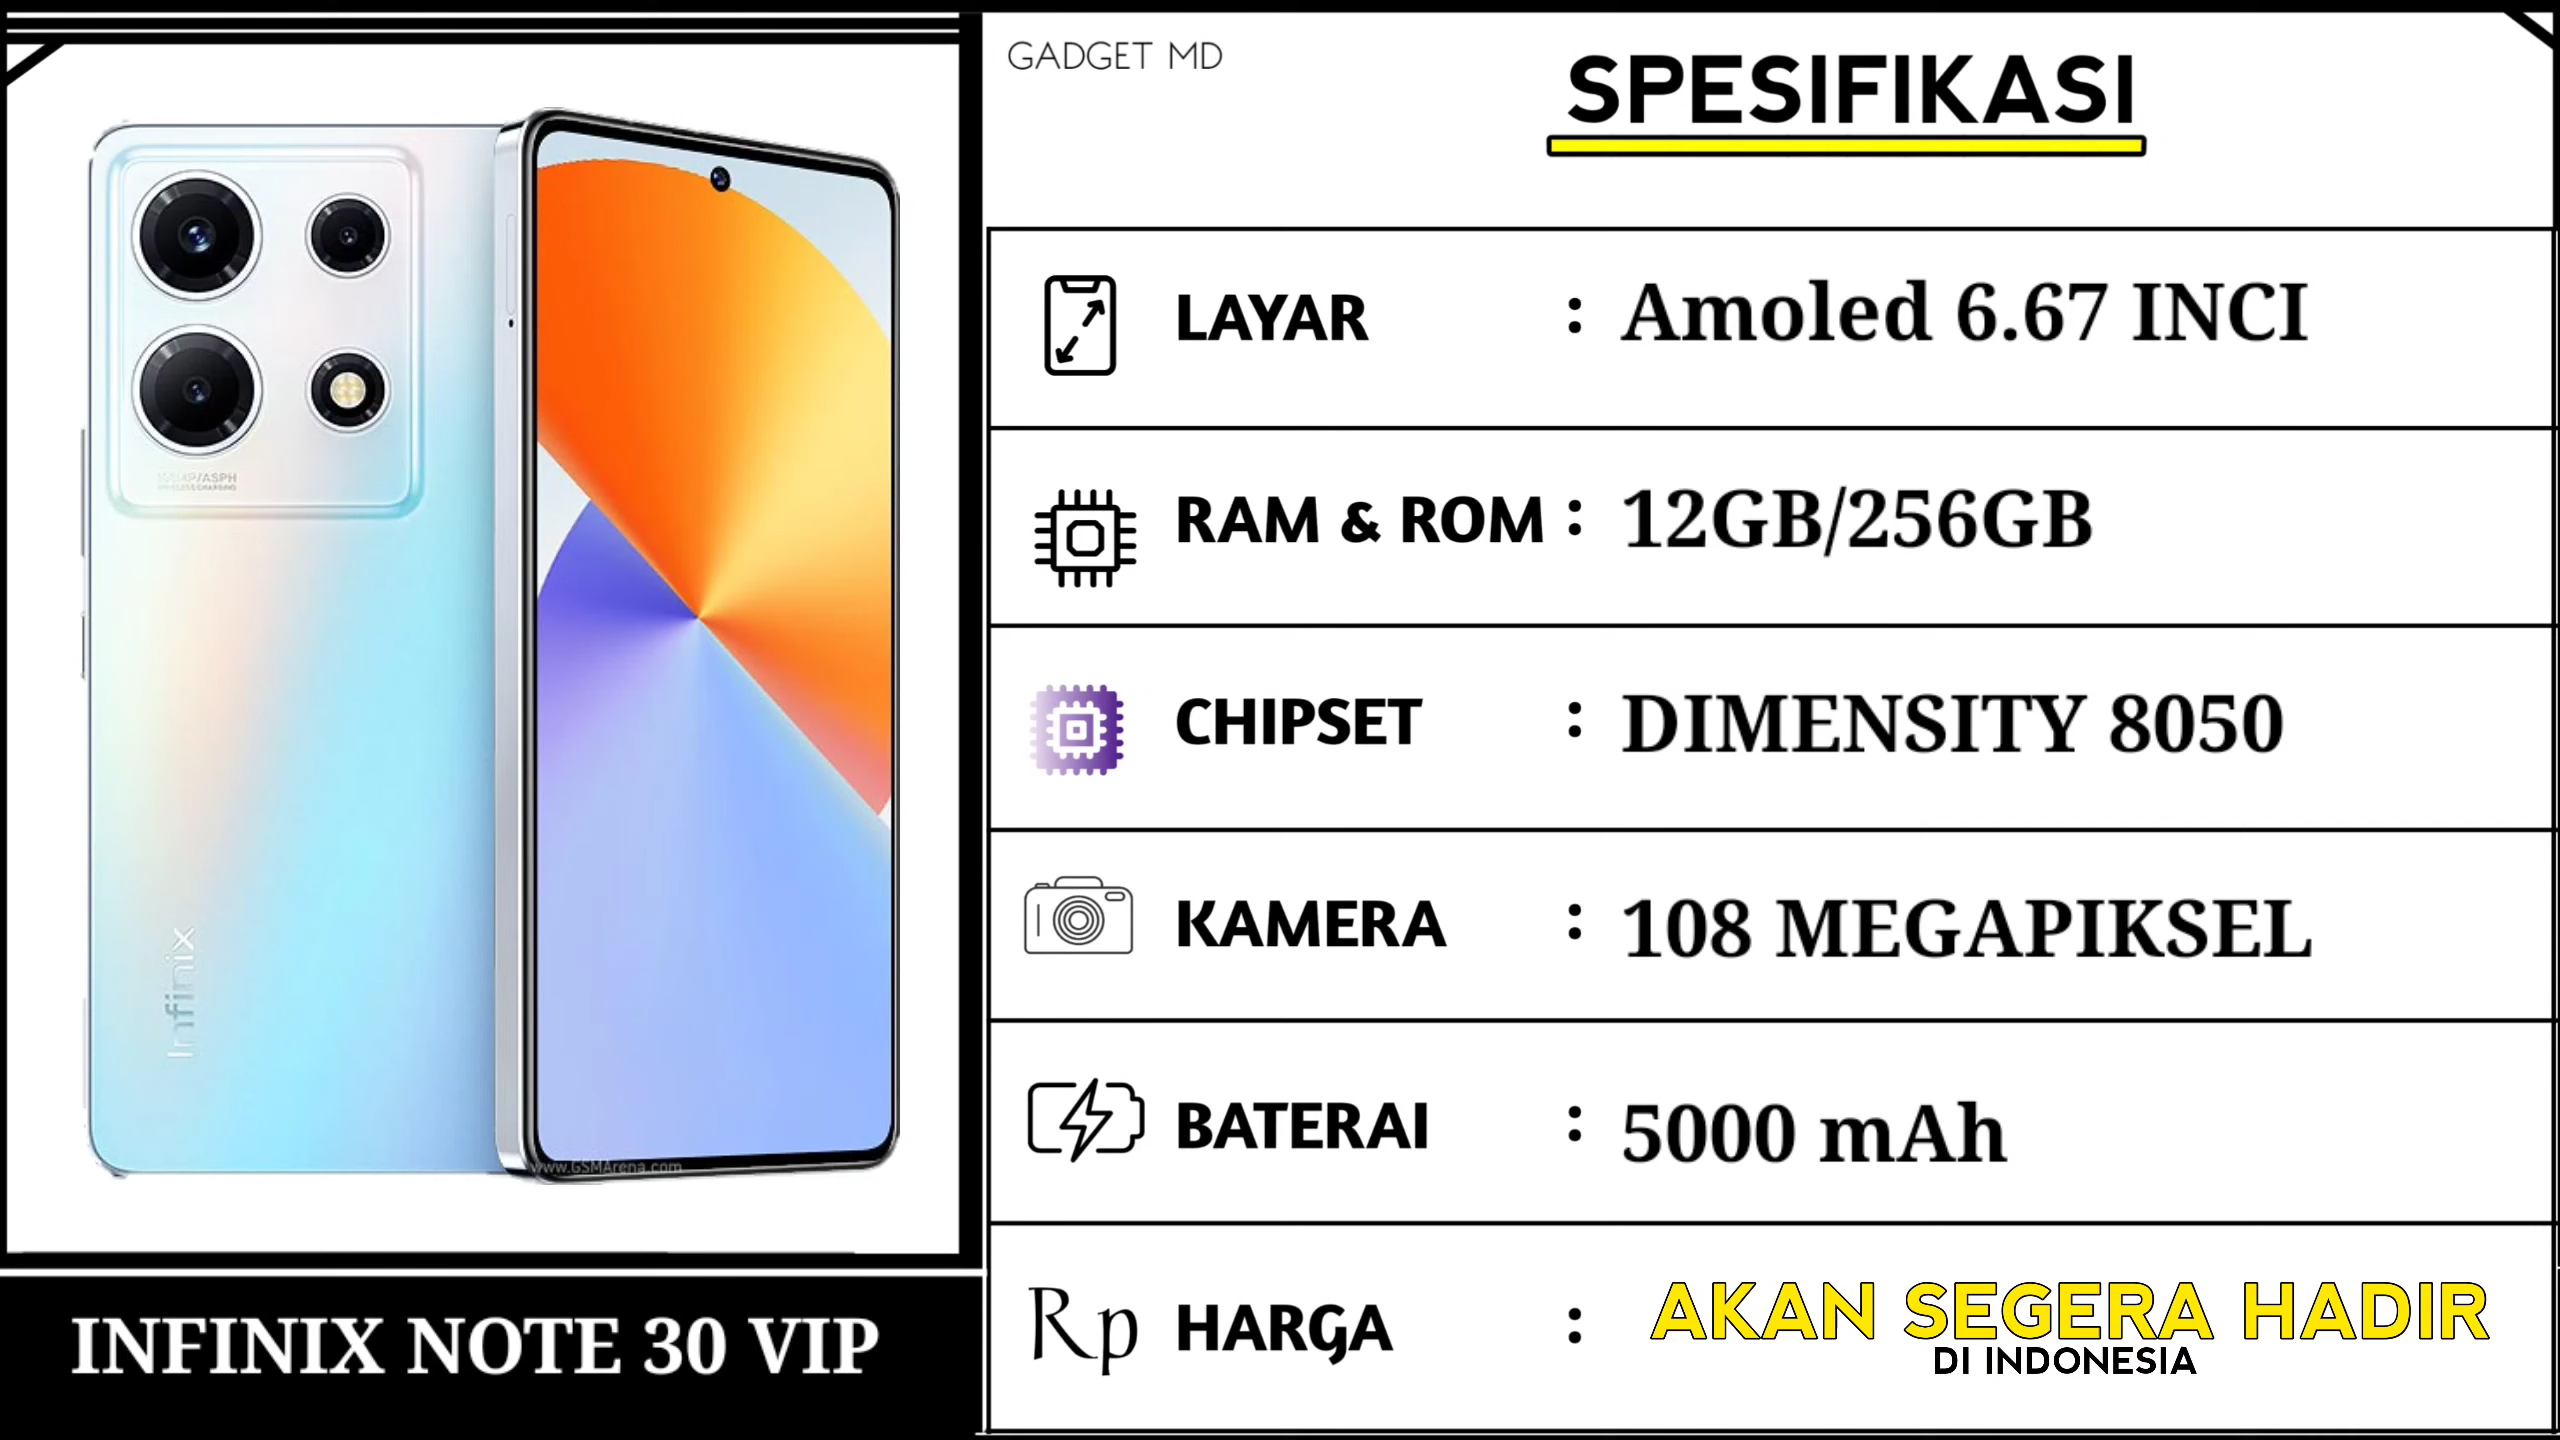 GADGET MD
SPESIFIKASI
LAYAR : Amoled 6.67 INCI
RAM & ROM : 12GB/256GB
CHIPSET : DIMENSITY 8050
KAMERA : 108 MEGAPIKSEL
BATERAI : 5000 mAh
Rp HARGA : AKAN SEGERA HADIR
DI INDONESIA
Infinix
www.GSMArena.com
INFINIX NOTE 30 VIP